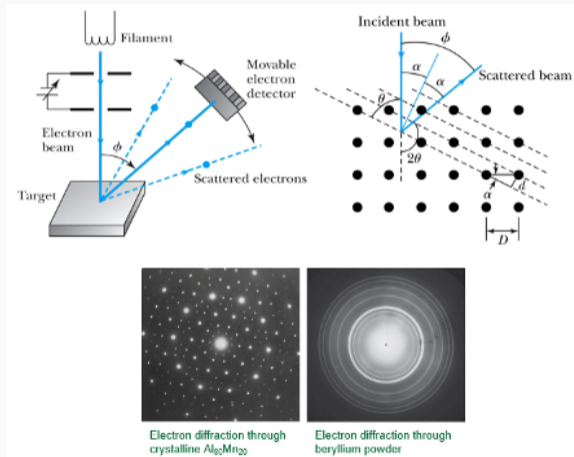 Filament
Movable
electron
detector
Electron
beam
ϕ
Scattered electrons
Target
Incident beam
ϕ
α
α
Scattered beam
θ
2θ
α
d
D
Electron diffraction through
crystalline Al₈₀Mn₂₀
Electron diffraction through
beryllium powder